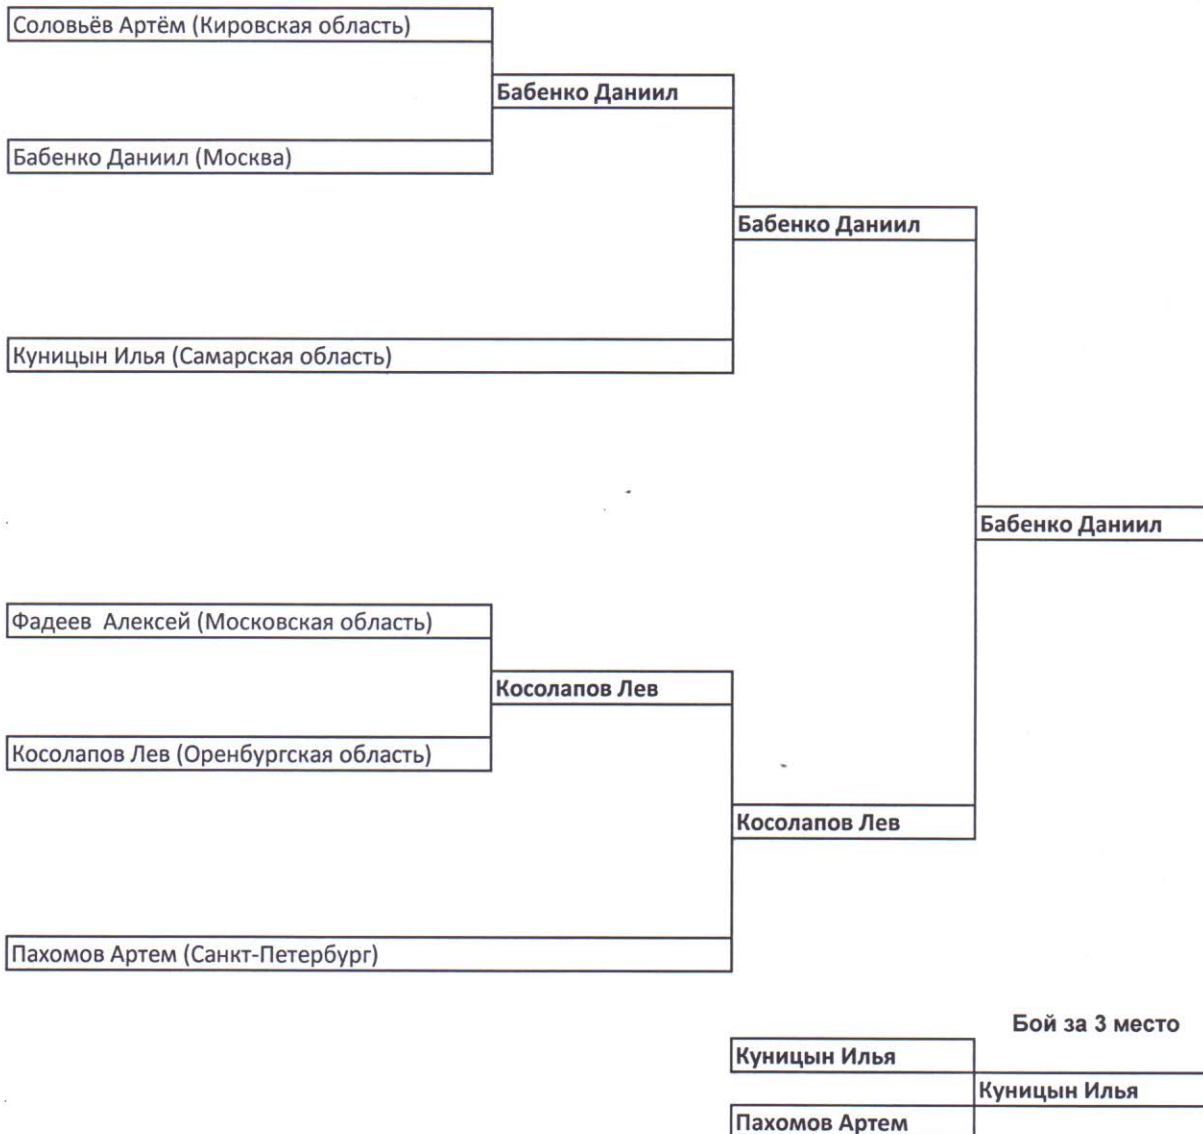 Соловьёв Артём (Кировская область)
Бабенко Даниил
Бабенко Даниил (Москва)
Бабенко Даниил
Куницын Илья (Самарская область)
Бабенко Даниил
Фадеев  Алексей (Московская область)
Косолапов Лев
Косолапов Лев (Оренбургская область)
Косолапов Лев
Пахомов Артем (Санкт-Петербург)
Бой за 3 место
Куницын Илья
Куницын Илья
Пахомов Артем